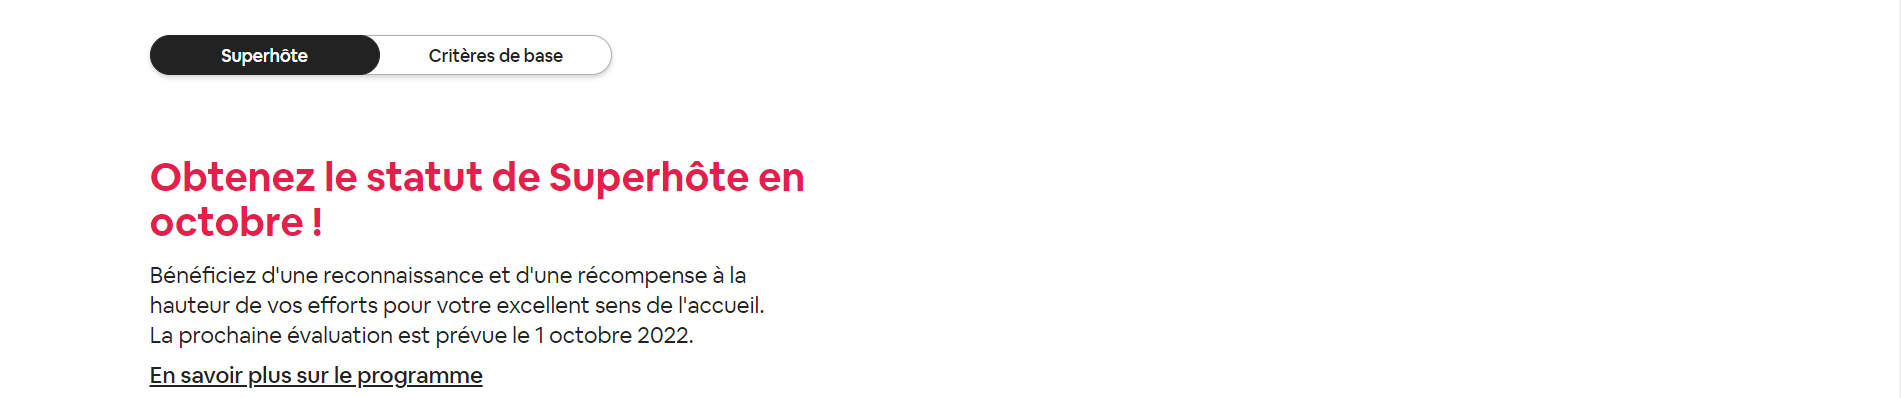 Superhôte
Critères de base
Obtenez le statut de Superhôte en
octobre !
Bénéficiez d'une reconnaissance et d'une récompense à la
hauteur de vos efforts pour votre excellent sens de l'accueil.
La prochaine évaluation est prévue le 1 octobre 2022.
En savoir plus sur le programme